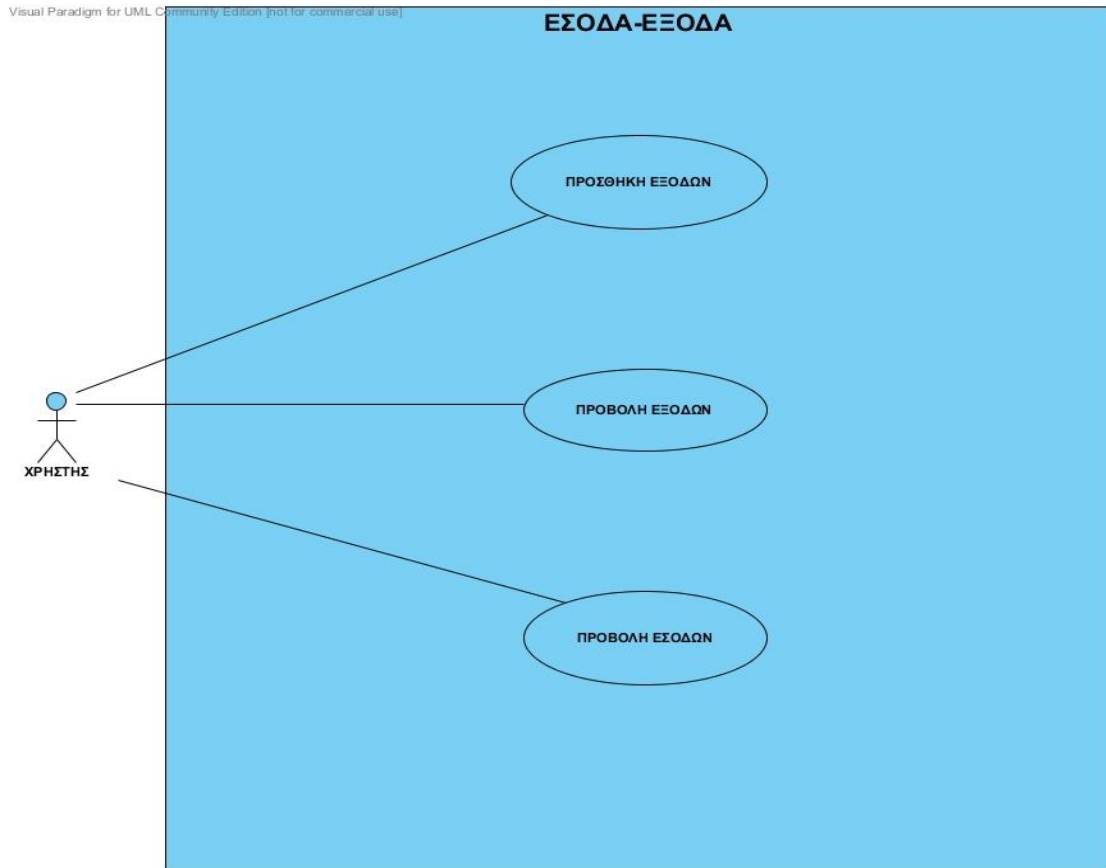 Visual Paradigm for UML Community Edition [not for commercial use]
ΕΣΟΔΑ-ΕΞΟΔΑ
ΠΡΟΣΘΗΚΗ ΕΞΟΔΩΝ
ΠΡΟΒΟΛΗ ΕΞΟΔΩΝ
ΧΡΗΣΤΗΣ
ΠΡΟΒΟΛΗ ΕΣΟΔΩΝ